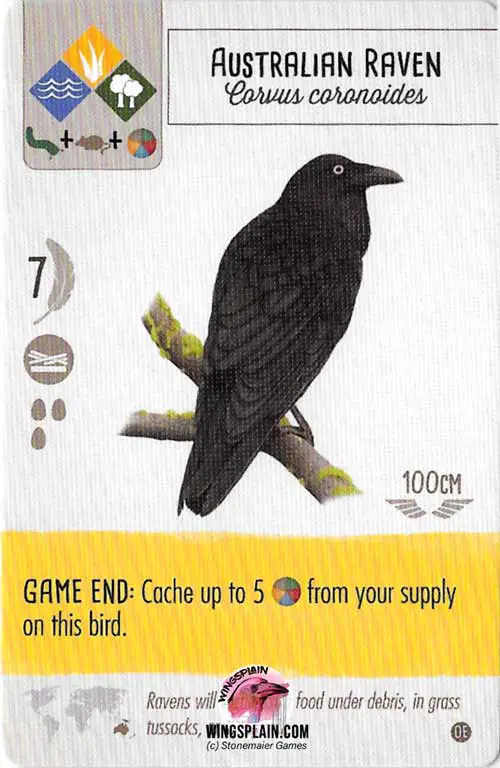 AUSTRALIAN RAVEN
Corvus coronoides
+ +
7
100CM
GAME END: Cache up to 5 from your supply
on this bird.
Ravens will food under debris, in grass
tussocks,
WINGSPLAIN
WINGSPLAIN.COM
(c) Stonemaier Games
OE